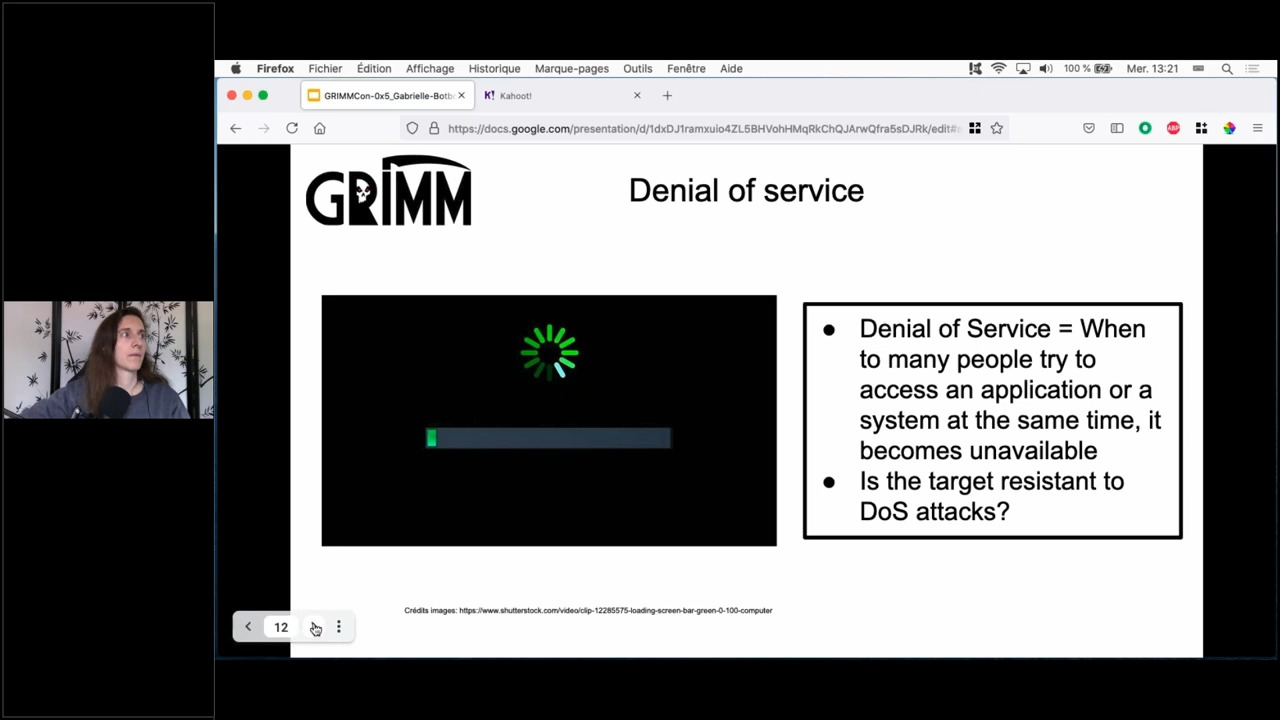 Firefox Fichier Édition Affichage Historique Marque-pages Outils Fenêtre Aide 100 % Mer. 13:21
GRIMMCon-0x5_Gabrielle-Botb
K! Kahoot!
https://docs.google.com/presentation/d/1dxDJ1ramxuio4ZL5BHVohHMqRkChQJArwQfra5sDJRk/edit#
ABP
GRIMM
Denial of service
● Denial of Service = When
to many people try to
access an application or a
system at the same time, it
becomes unavailable
● Is the target resistant to
DoS attacks?
Crédits images: https://www.shutterstock.com/video/clip-12285575-loading-screen-bar-green-0-100-computer
12